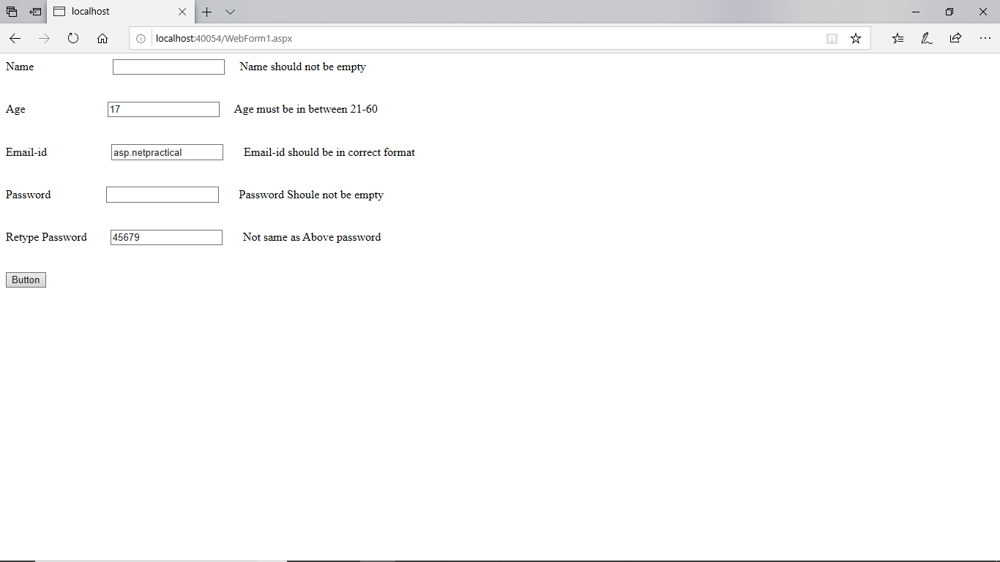 localhost
localhost:40054/WebForm1.aspx
Name Name should not be empty
Age 17 Age must be in between 21-60
Email-id asp.netpractical Email-id should be in correct format
Password Password Shoule not be empty
Retype Password 45679 Not same as Above password
Button